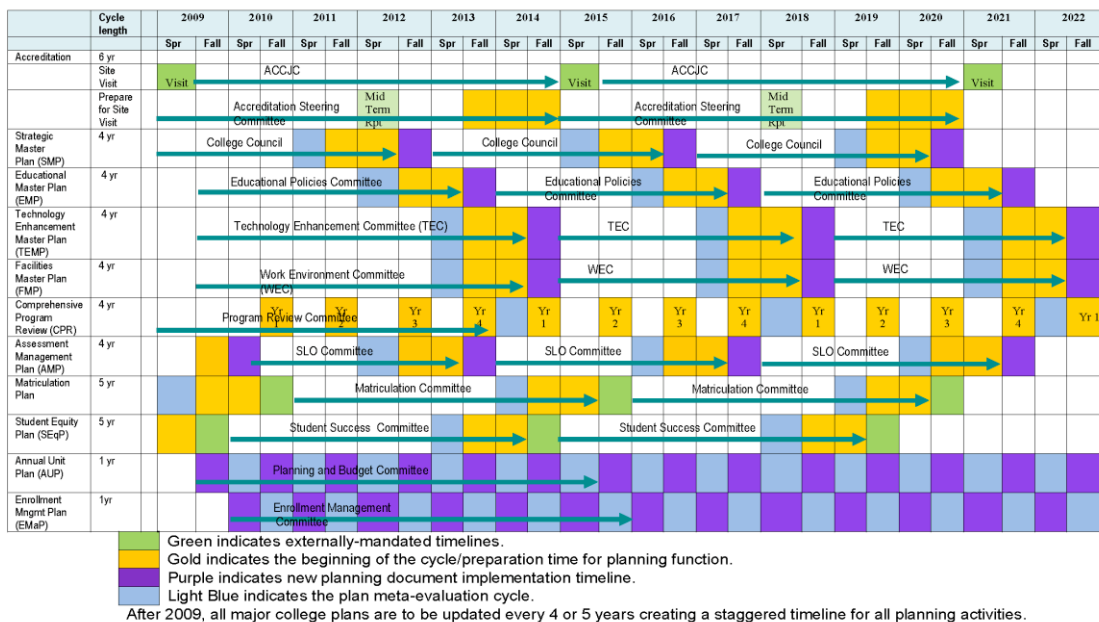 Cycle length 2009 2010 2011 2012 2013 2014 2015 2016 2017 2018 2019 2020 2021 2022
Spr Fall Spr Fall Spr Fall Spr Fall Spr Fall Spr Fall Spr Fall Spr Fall Spr Fall Spr Fall Spr Fall Spr Fall Spr Fall Spr Fall
Accreditation 6 yr
Site Visit Visit ACCJC Visit ACCJC Visit
Prepare for Site Visit Accreditation Steering Committee Mid Term Rpt Accreditation Steering Committee Mid Term Rpt
Strategic Master Plan (SMP) 4 yr College Council College Council College Council
Educational Master Plan (EMP) 4 yr Educational Policies Committee Educational Policies Committee Educational Policies Committee
Technology Enhancement Master Plan (TEMP) 4 yr Technology Enhancement Committee (TEC) TEC TEC
Facilities Master Plan (FMP) 4 yr Work Environment Committee (WEC) WEC WEC
Comprehensive Program Review (CPR) 4 yr Program Review Committee Yr 1 Yr 2 Yr 3 Yr 4 Yr 1 Yr 2 Yr 3 Yr 4 Yr 1 Yr 2 Yr 3 Yr 4 Yr 1
Assessment Management Plan (AMP) 4 yr SLO Committee SLO Committee SLO Committee
Matriculation Plan 5 yr Matriculation Committee Matriculation Committee
Student Equity Plan (SEqP) 5 yr Student Success Committee Student Success Committee
Annual Unit Plan (AUP) 1 yr Planning and Budget Committee
Enrollment Mngrnt Plan (EMaP) 1yr Enrollment Management Committee
Green indicates externally-mandated timelines.
Gold indicates the beginning of the cycle/preparation time for planning function.
Purple indicates new planning document implementation timeline.
Light Blue indicates the plan meta-evaluation cycle.
After 2009, all major college plans are to be updated every 4 or 5 years creating a staggered timeline for all planning activities.